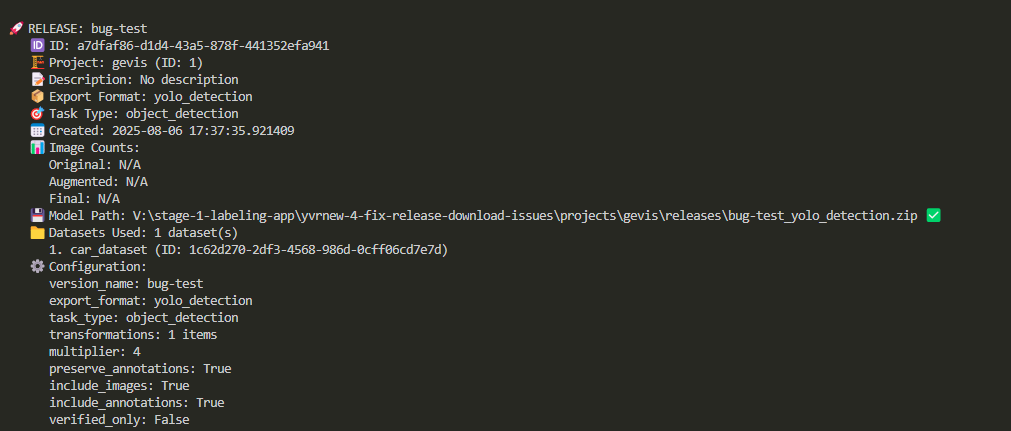 🚀 RELEASE: bug-test
🆔 ID: a7dfaf86-d1d4-43a5-878f-441352efa941
🏗️ Project: gevis (ID: 1)
📝 Description: No description
📦 Export Format: yolo_detection
🎯 Task Type: object_detection
📅 Created: 2025-08-06 17:37:35.921409
📊 Image Counts:
Original: N/A
Augmented: N/A
Final: N/A
💾 Model Path: V:\stage-1-labeling-app\yvrnew-4-fix-release-download-issues\projects\gevis\releases\bug-test_yolo_detection.zip ✅
📁 Datasets Used: 1 dataset(s)
1. car_dataset (ID: 1c62d270-2df3-4568-986d-0cff06cd7e7d)
⚙️ Configuration:
version_name: bug-test
export_format: yolo_detection
task_type: object_detection
transformations: 1 items
multiplier: 4
preserve_annotations: True
include_images: True
include_annotations: True
verified_only: False